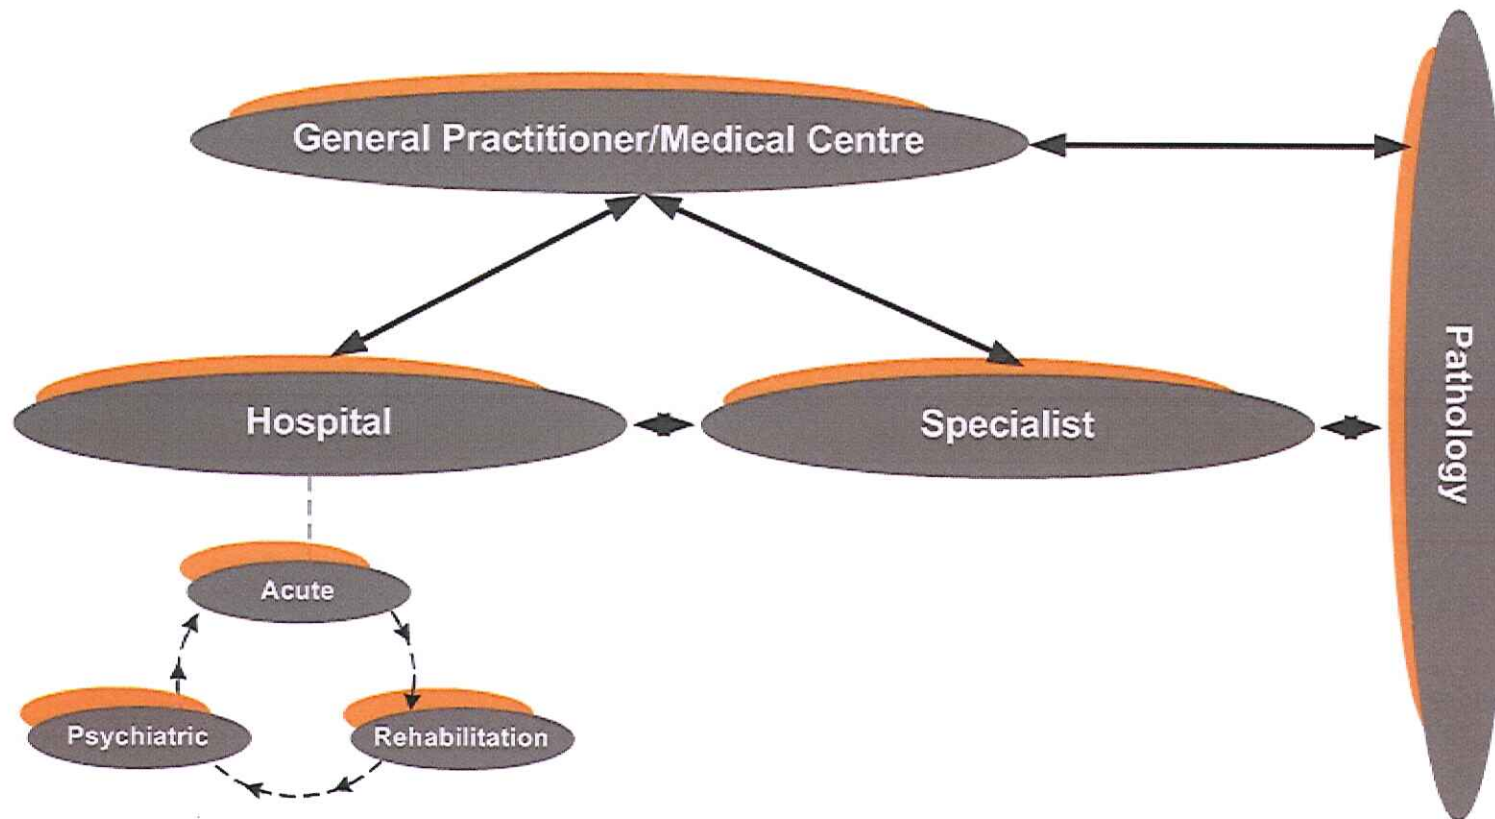 General Practitioner/Medical Centre
Hospital
Specialist
Pathology
Acute
Psychiatric
Rehabilitation